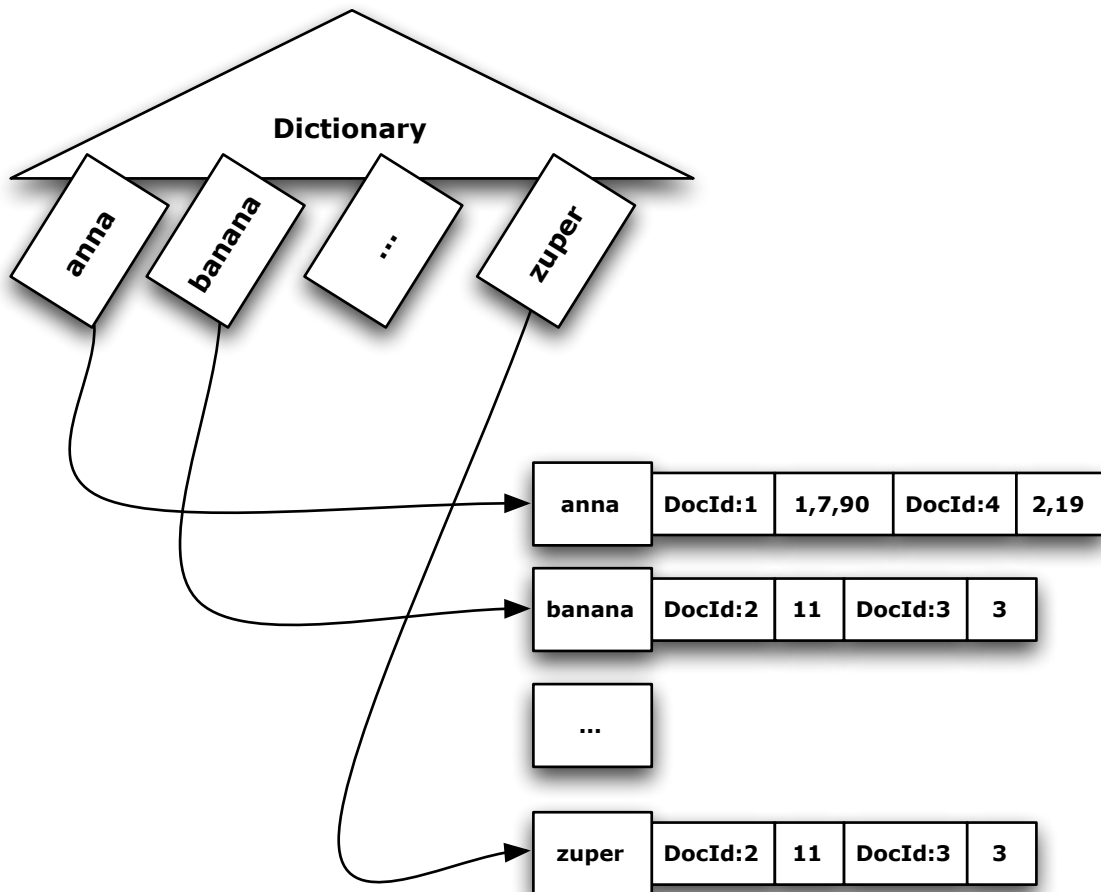 Dictionary
anna
banana
...
zuper
anna DocId:1 1,7,90 DocId:4 2,19
banana DocId:2 11 DocId:3 3
...
zuper DocId:2 11 DocId:3 3